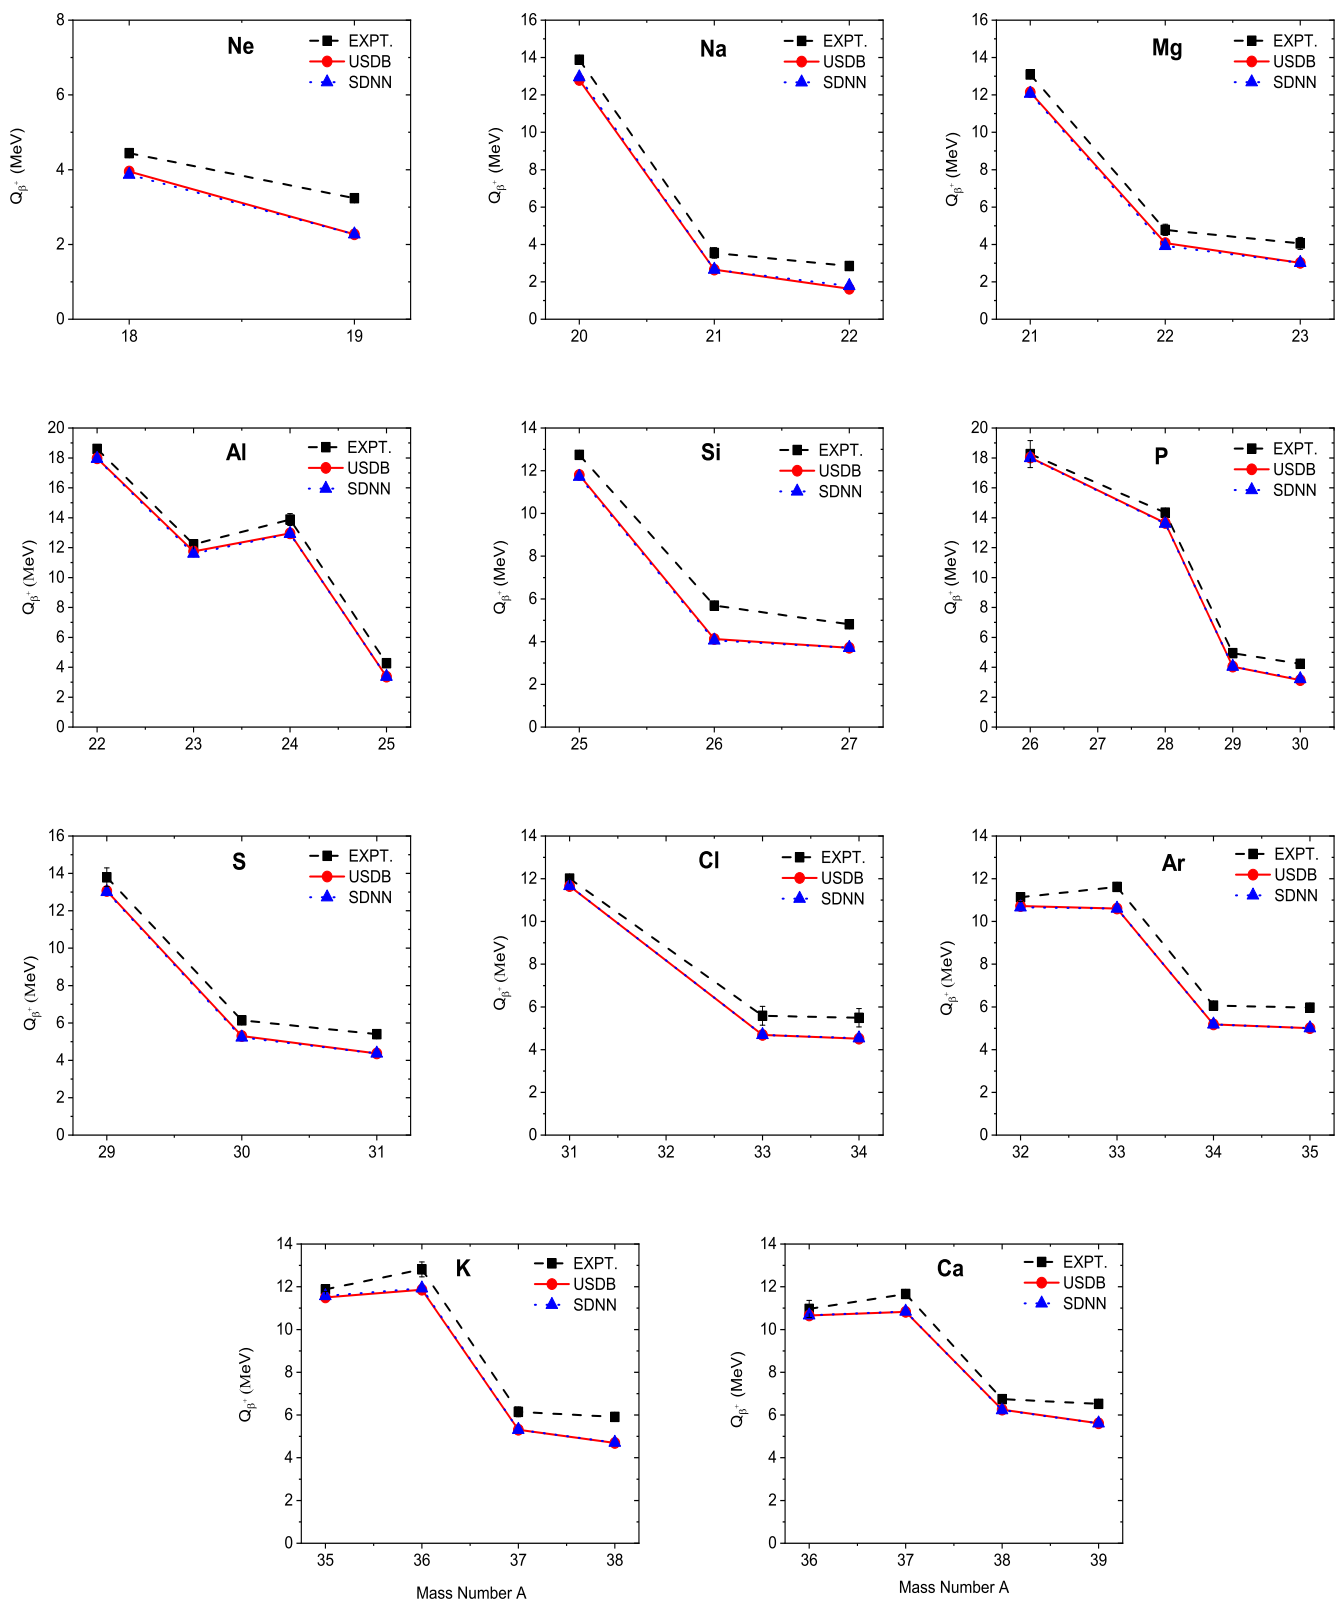 Ne
EXPT.
USDB
SDNN
Qβ+ (MeV)
8
6
4
2
0
18 19
Na
EXPT.
USDB
SDNN
Qβ+ (MeV)
16
14
12
10
8
6
4
2
0
20 21 22
Mg
EXPT.
USDB
SDNN
Qβ+ (MeV)
16
14
12
10
8
6
4
2
0
21 22 23
Al
EXPT.
USDB
SDNN
Qβ+ (MeV)
20
18
16
14
12
10
8
6
4
2
0
22 23 24 25
Si
EXPT.
USDB
SDNN
Qβ+ (MeV)
14
12
10
8
6
4
2
0
25 26 27
P
EXPT.
USDB
SDNN
Qβ+ (MeV)
20
18
16
14
12
10
8
6
4
2
0
26 27 28 29 30
S
EXPT.
USDB
SDNN
Qβ+ (MeV)
16
14
12
10
8
6
4
2
0
29 30 31
Cl
EXPT.
USDB
SDNN
Qβ+ (MeV)
14
12
10
8
6
4
2
0
31 32 33 34
Ar
EXPT.
USDB
SDNN
Qβ+ (MeV)
14
12
10
8
6
4
2
0
32 33 34 35
K
EXPT.
USDB
SDNN
Qβ+ (MeV)
14
12
10
8
6
4
2
0
35 36 37 38
Mass Number A
Ca
EXPT.
USDB
SDNN
Qβ+ (MeV)
14
12
10
8
6
4
2
0
36 37 38 39
Mass Number A